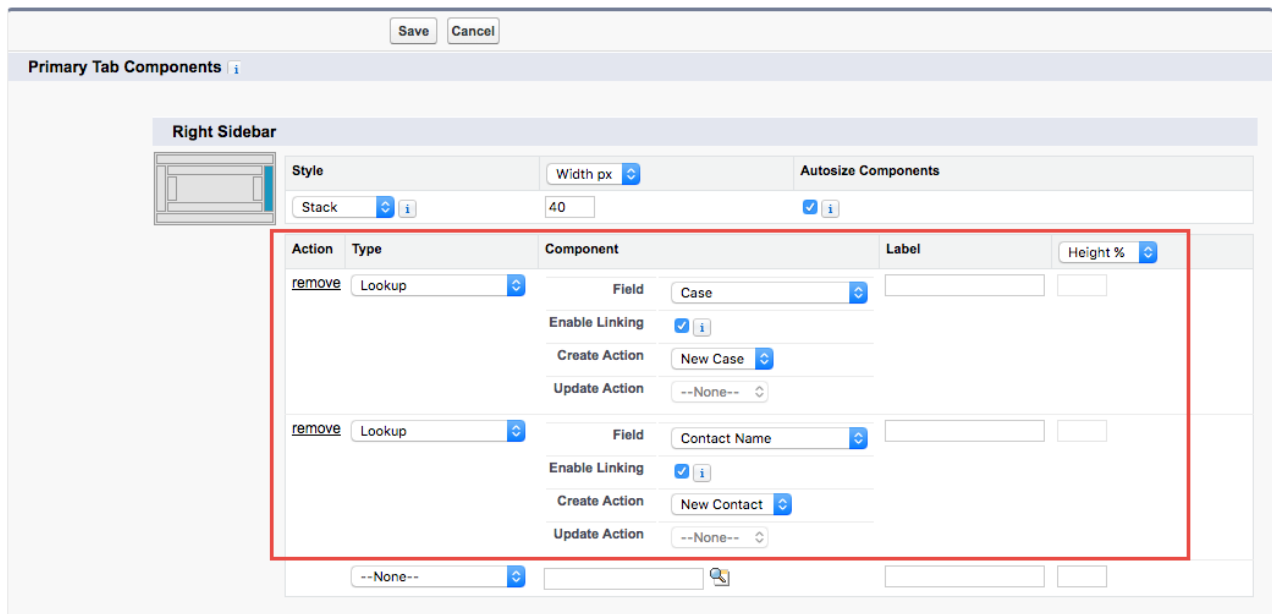 Save Cancel
Primary Tab Components i
Right Sidebar
Style Width px Autosize Components
Stack i 40 i
Action Type Component Label Height %
remove Lookup Field Case
Enable Linking i
Create Action New Case
Update Action --None--
remove Lookup Field Contact Name
Enable Linking i
Create Action New Contact
Update Action --None--
--None--